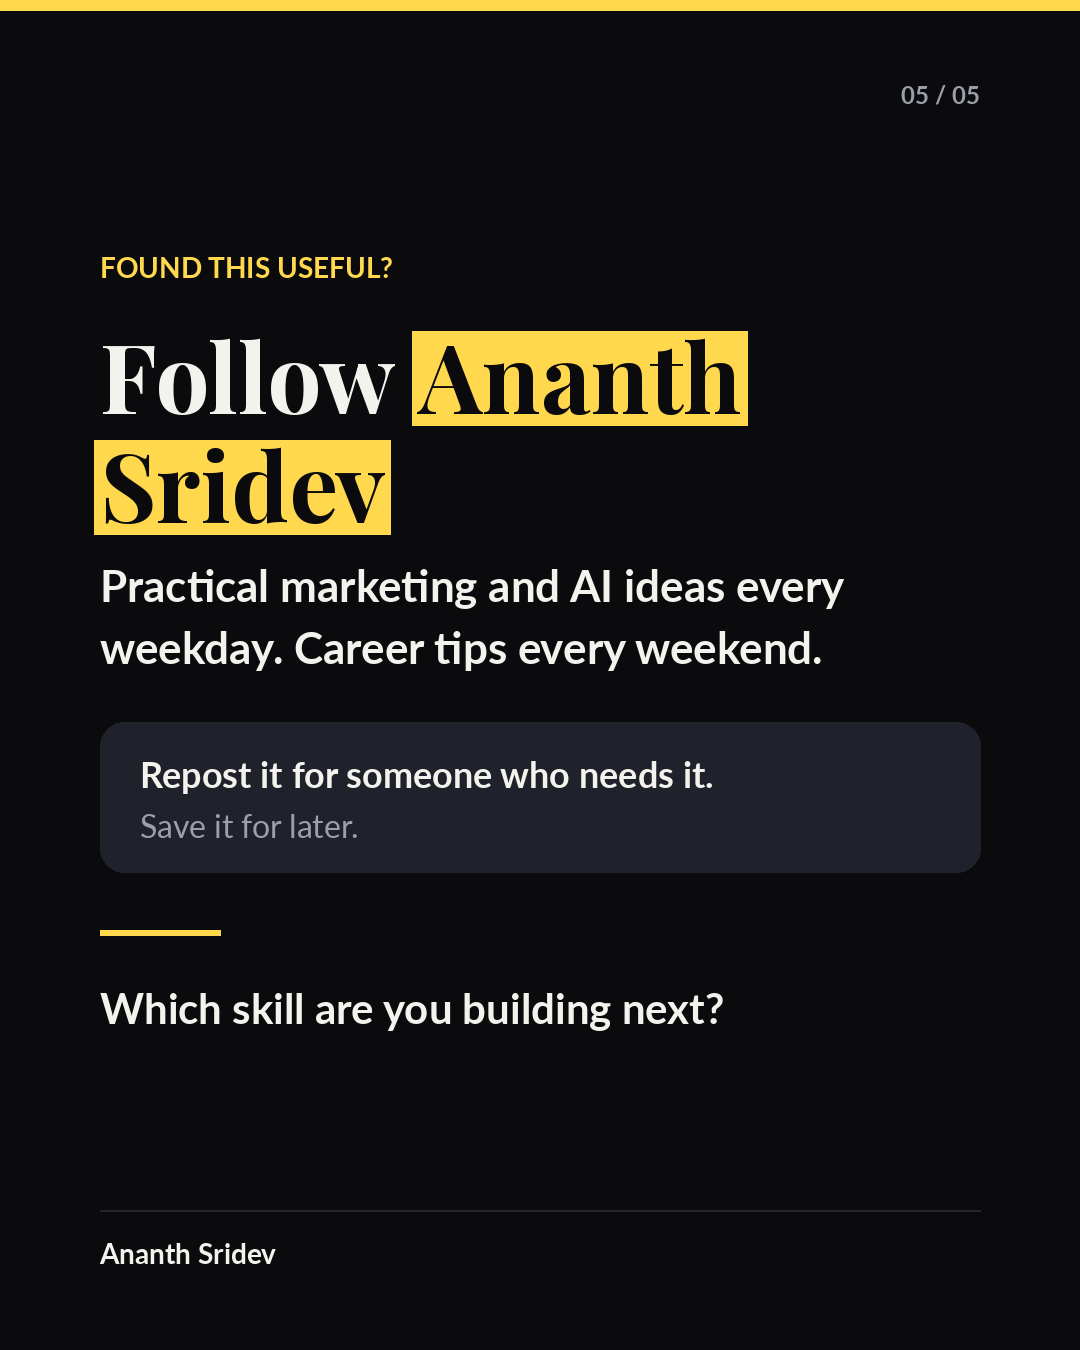 05 / 05
FOUND THIS USEFUL?
Follow Ananth
Sridev
Practical marketing and AI ideas every
weekday. Career tips every weekend.
Repost it for someone who needs it.
Save it for later.
Which skill are you building next?
Ananth Sridev